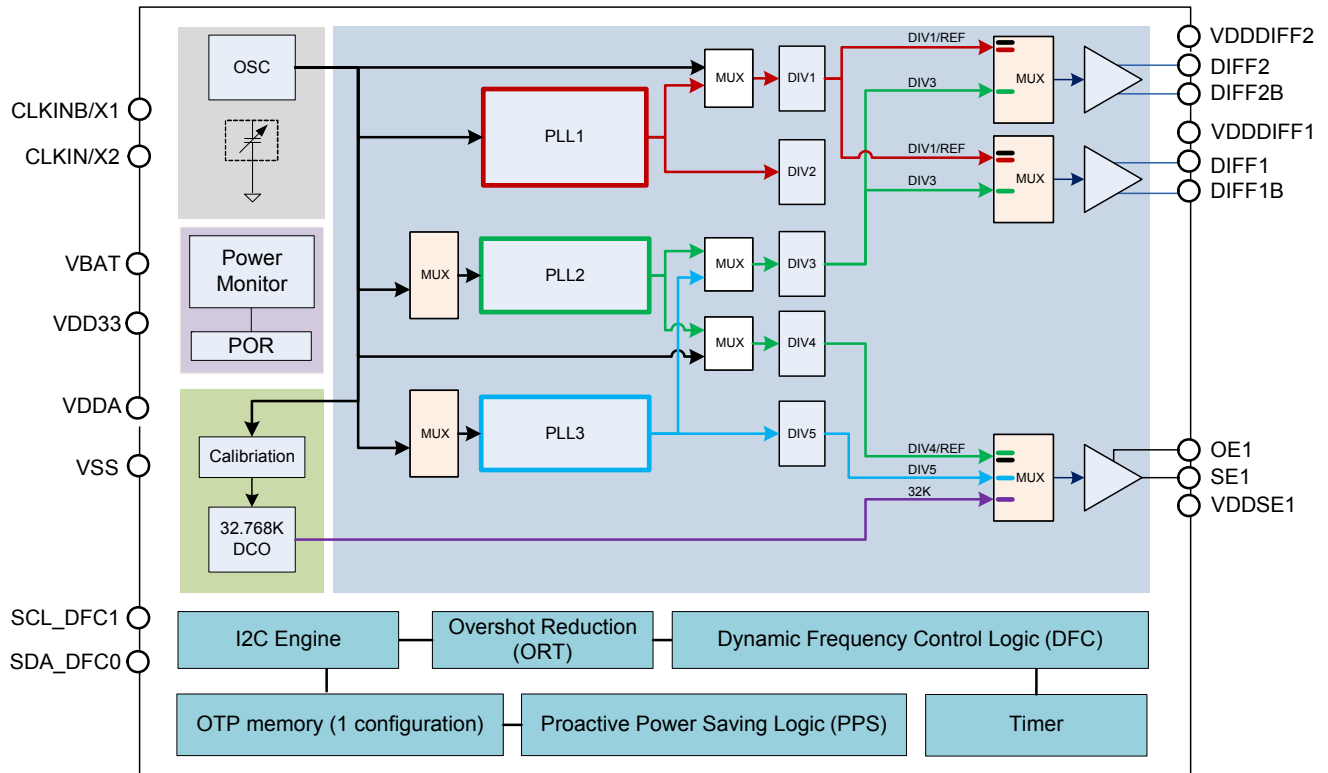 CLKINB/X1
CLKIN/X2
VBAT
VDD33
VDDA
VSS
SCL_DFC1
SDA_DFC0
OSC
Power
Monitor
POR
Calibriation
32.768K
DCO
PLL1
MUX
PLL2
MUX
PLL3
MUX
DIV1
DIV2
MUX
DIV3
MUX
DIV4
DIV5
DIV1/REF
DIV3
MUX
DIV1/REF
DIV3
MUX
DIV4/REF
DIV5
32K
MUX
VDDDIFF2
DIFF2
DIFF2B
VDDDIFF1
DIFF1
DIFF1B
OE1
SE1
VDDSE1
I2C Engine
Overshot Reduction
(ORT)
Dynamic Frequency Control Logic (DFC)
OTP memory (1 configuration)
Proactive Power Saving Logic (PPS)
Timer